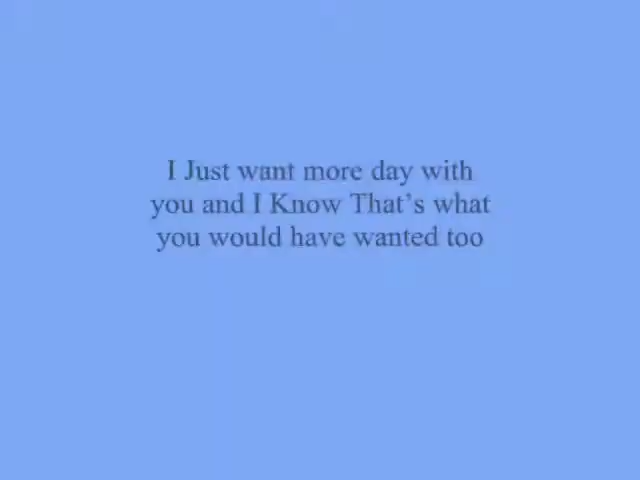 I Just want more day with
you and I Know That’s what
you would have wanted too